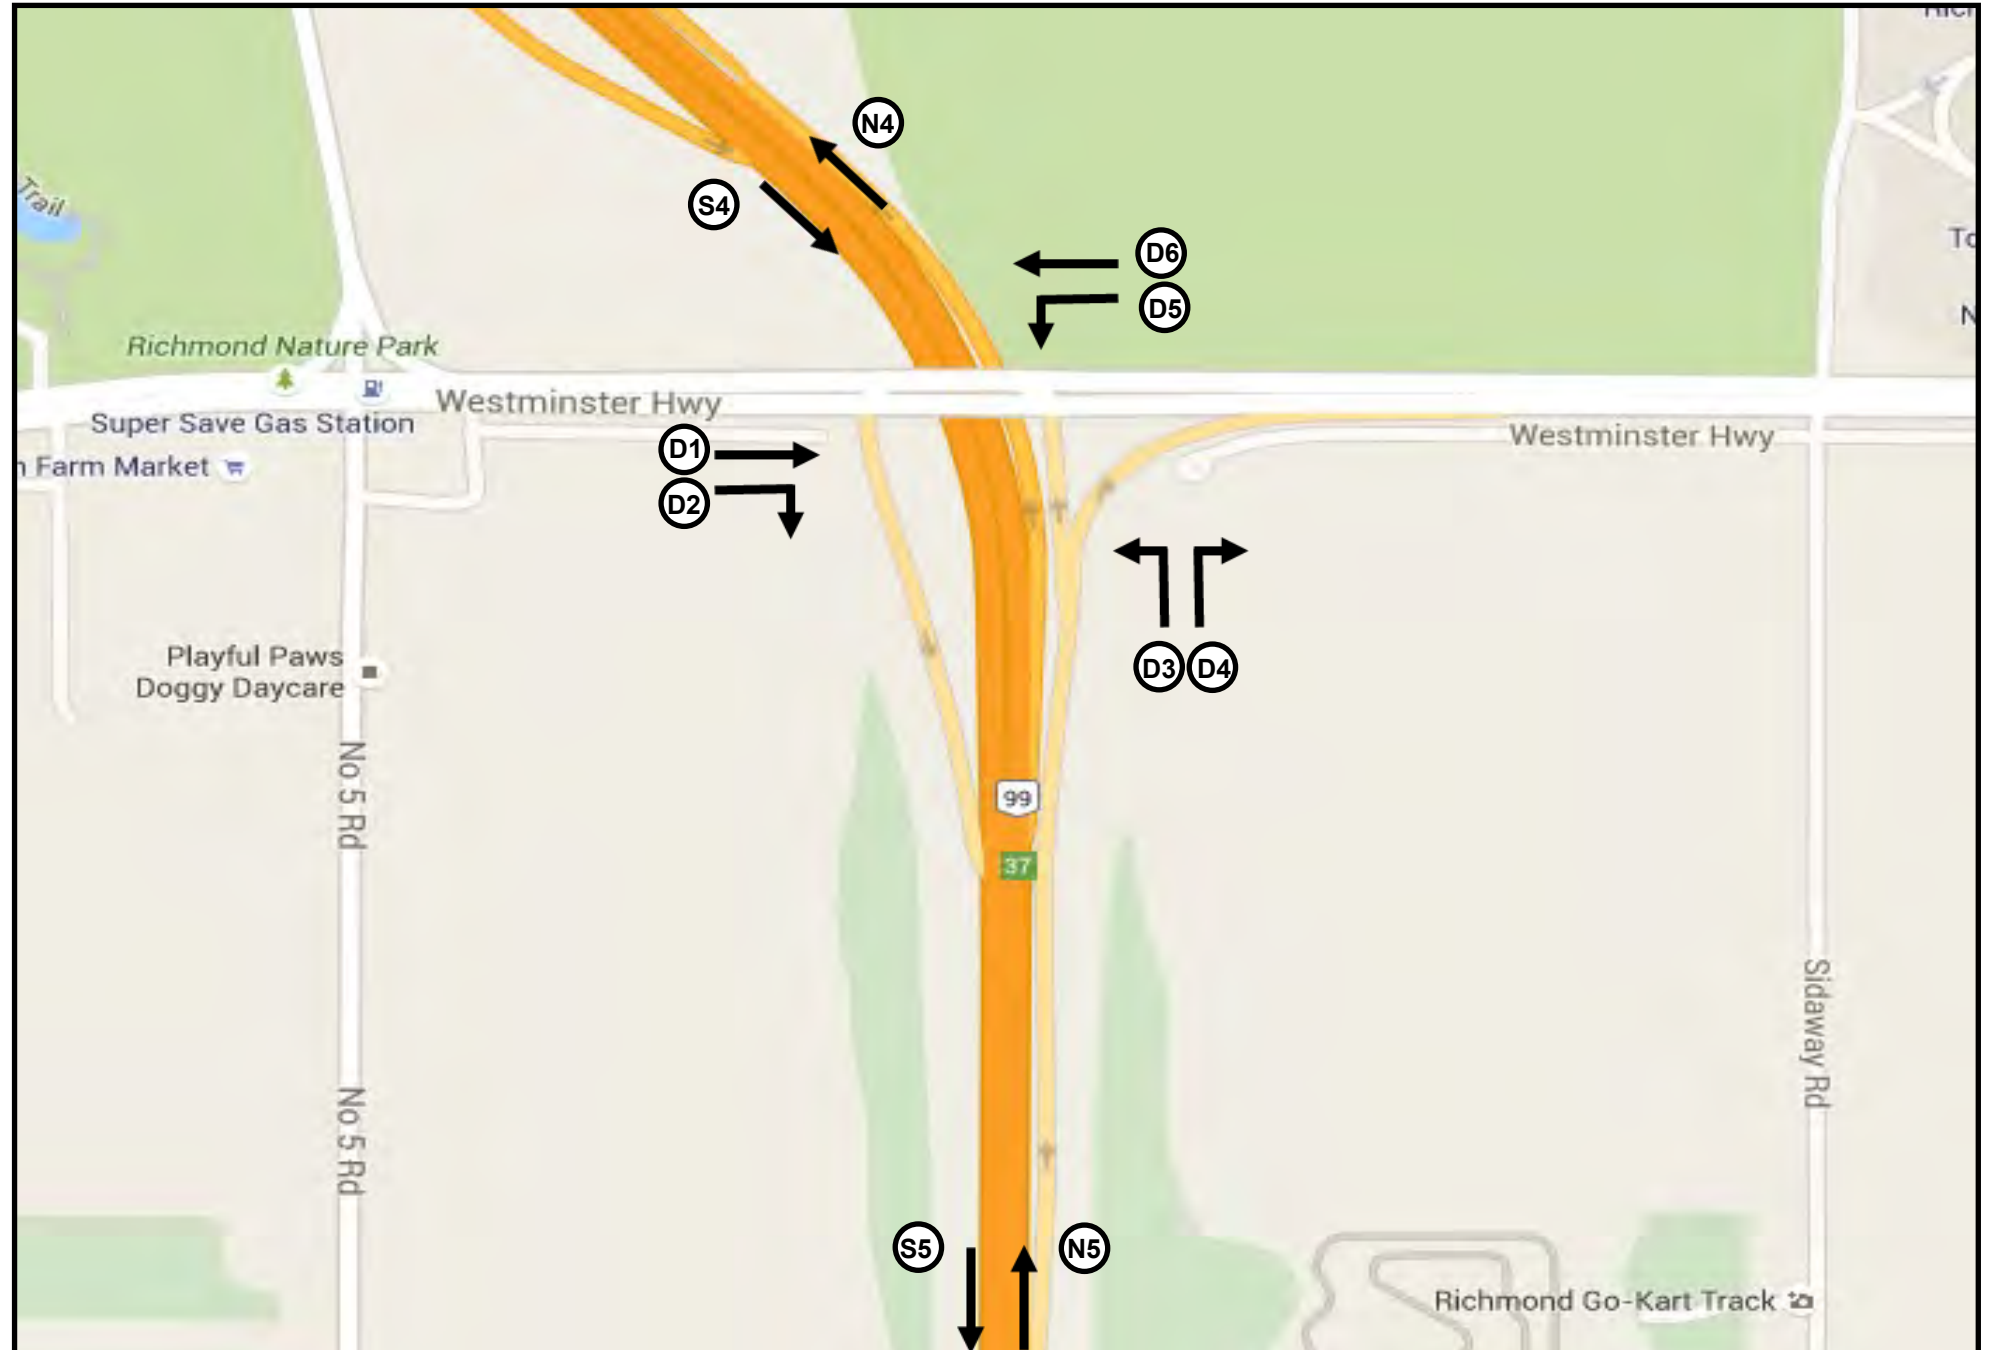 N4
Trail
S4
D6
D5
Richmond Nature Park
Westminster Hwy
Super Save Gas Station
D1
Westminster Hwy
Farm Market
D2
Playful Paws
Doggy Daycare
D3 D4
No 5 Rd
99
37
Sidaway Rd
No 5 Rd
S5
N5
Richmond Go-Kart Track